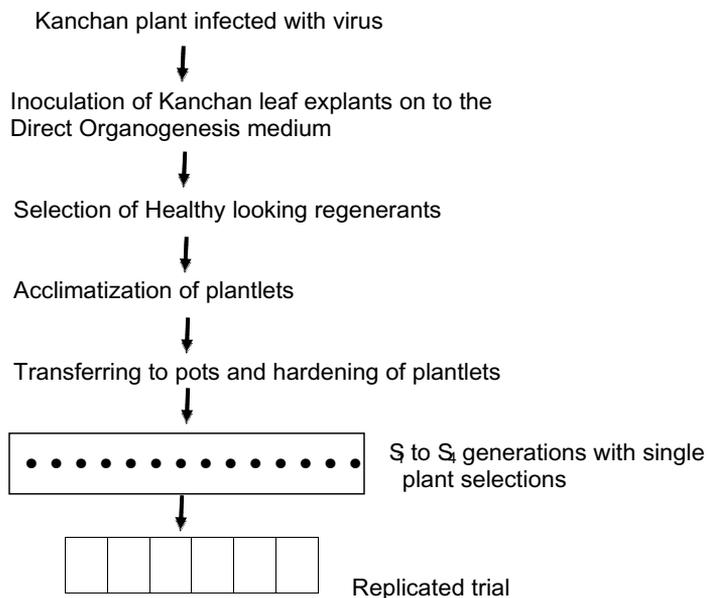 Kanchan plant infected with virus
Inoculation of Kanchan leaf explants on to the
Direct Organogenesis medium
Selection of Healthy looking regenerants
Acclimatization of plantlets
Transferring to pots and hardening of plantlets
S1 to S4 generations with single
plant selections
Replicated trial